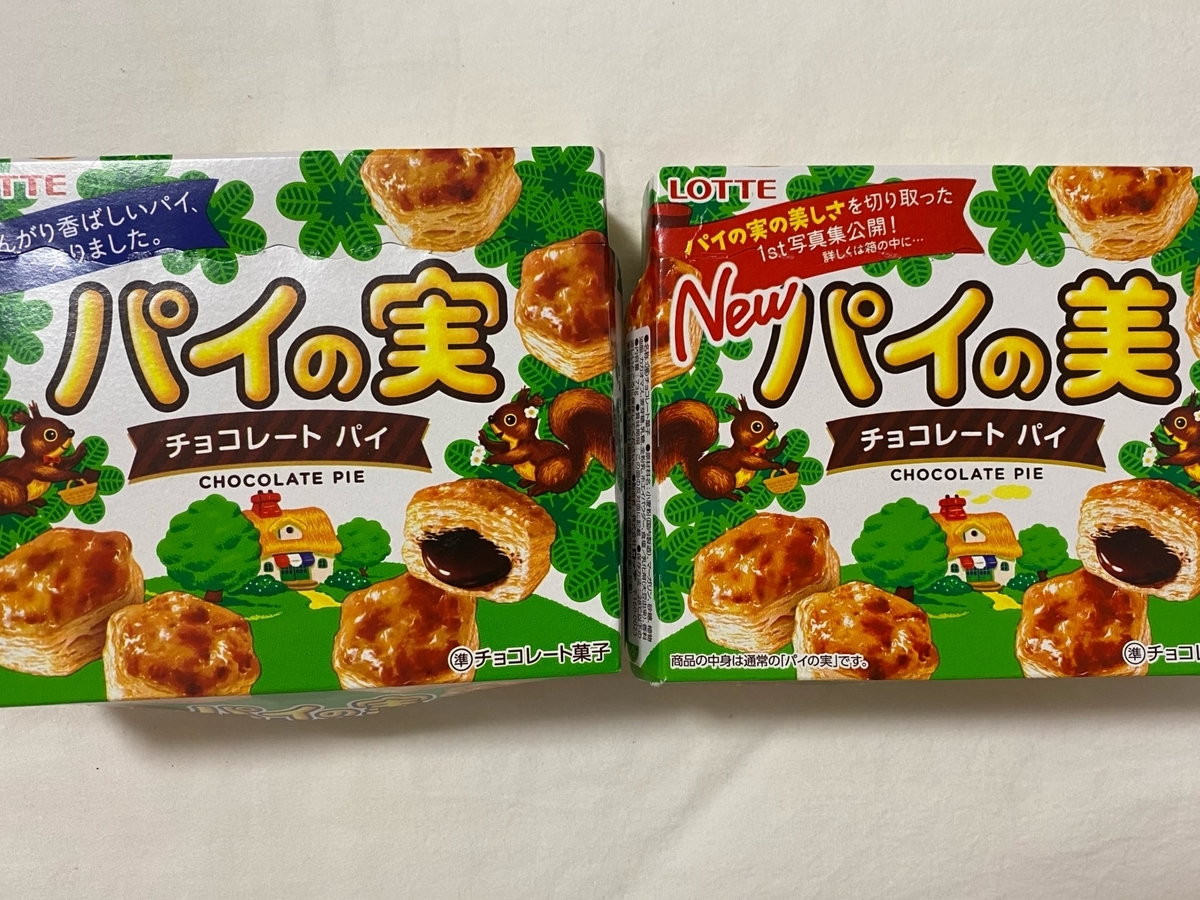 TTE
んがり香ばしいパイ、
りました。
パイの実
チョコレート パイ
CHOCOLATE PIE
準チョコレート菓子
パイの実
LOTTE
パイの実の美しさを切り取った
1st写真集公開!
詳しくは箱の中に…
New
パイの美
チョコレート パイ
CHOCOLATE PIE
商品の中身は通常の「パイの実」です。
準チョコレ